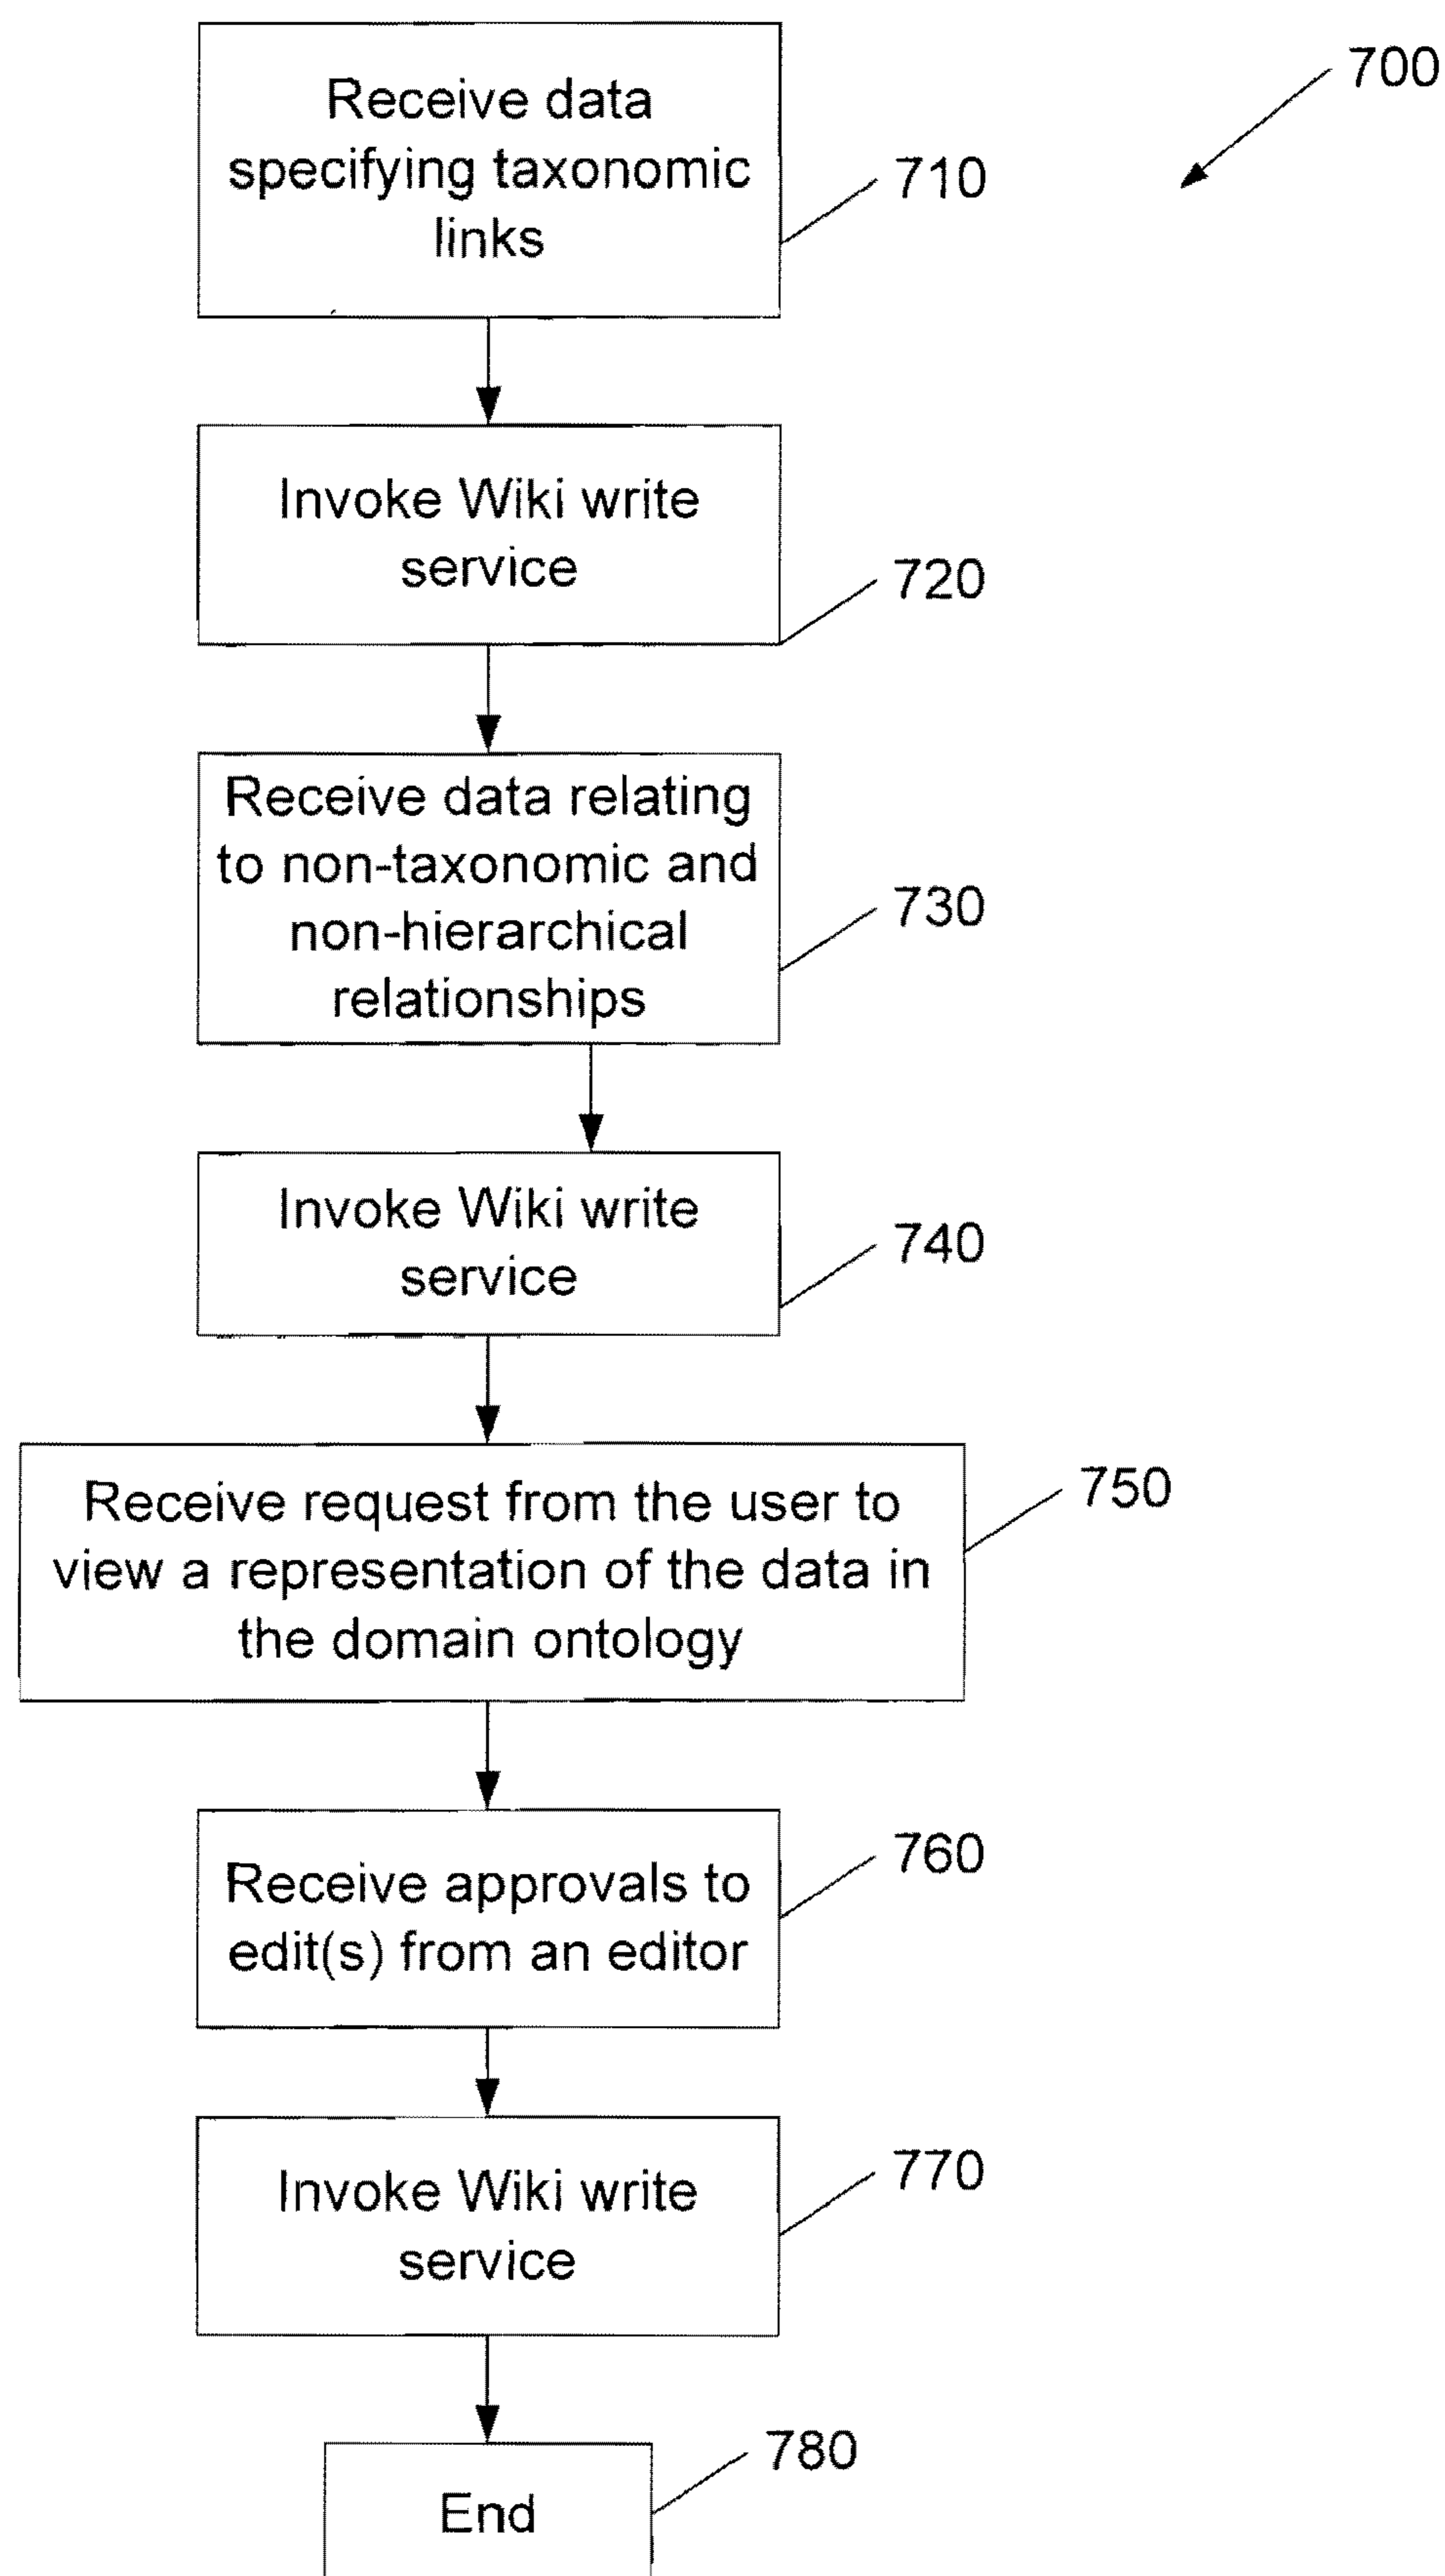 700
Receive data
specifying taxonomic
links
710
Invoke Wiki write
service
720
Receive data relating
to non-taxonomic and
non-hierarchical
relationships
730
Invoke Wiki write
service
740
Receive request from the user to
view a representation of the data in
the domain ontology
750
Receive approvals to
edit(s) from an editor
760
Invoke Wiki write
service
770
End
780